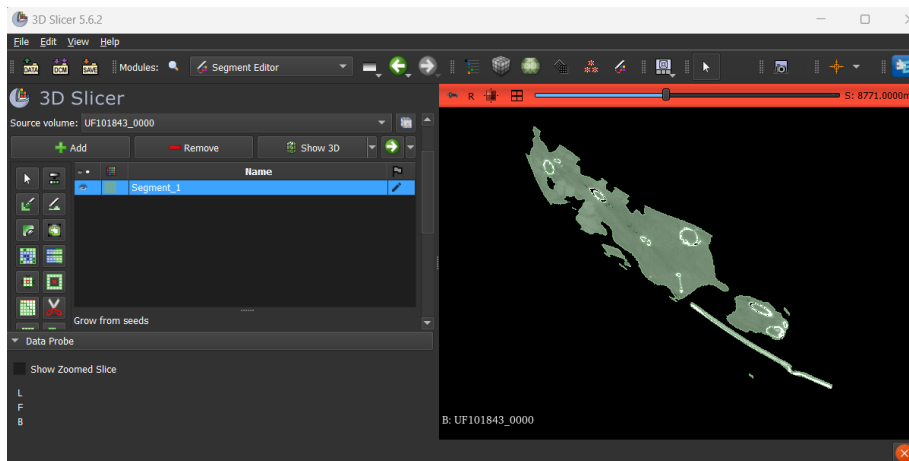 3D Slicer 5.6.2
File Edit View Help
DATA DCM SAVE Modules: Segment Editor
3D Slicer
R S: 8771.0000m
Source volume: UF101843_0000
Add Remove Show 3D
Name
Segment_1
Grow from seeds
Data Probe
Show Zoomed Slice
L
F
B
B: UF101843_0000